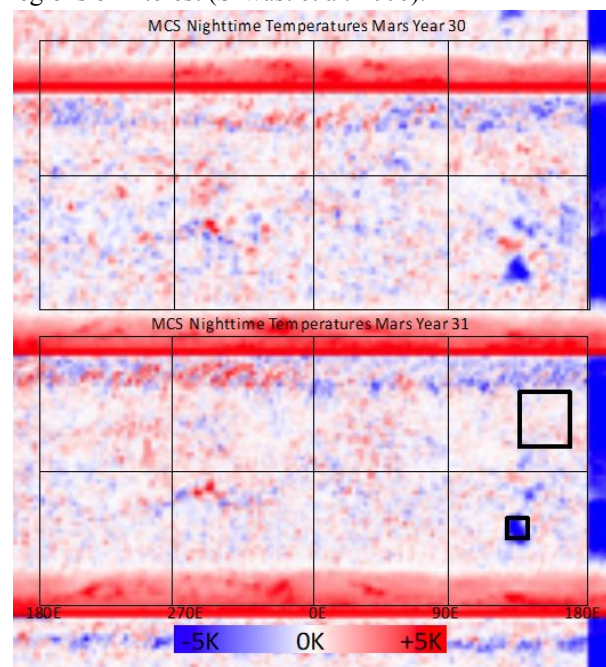 MCS Nighttime Temperatures Mars Year 30
MCS Nighttime Temperatures Mars Year 31
180E 270E 0E 90E 180E
-5K 0K +5K